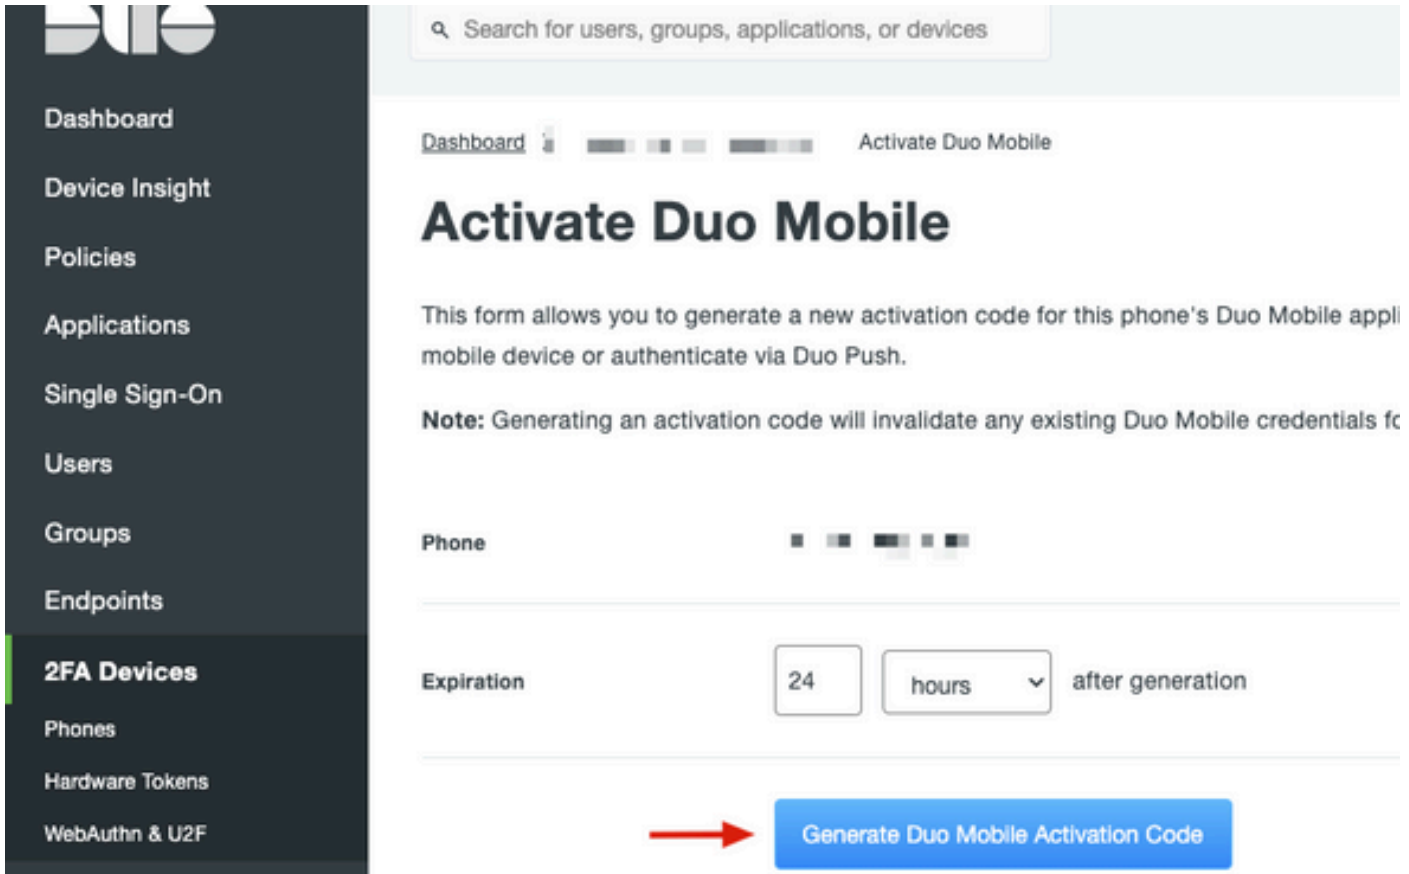 Search for users, groups, applications, or devices
Dashboard
Device Insight
Policies
Applications
Single Sign-On
Users
Groups
Endpoints
2FA Devices
Phones
Hardware Tokens
WebAuthn & U2F
Dashboard
Activate Duo Mobile
Activate Duo Mobile
This form allows you to generate a new activation code for this phone's Duo Mobile appli
mobile device or authenticate via Duo Push.
Note: Generating an activation code will invalidate any existing Duo Mobile credentials fo
Phone
Expiration 24 hours after generation
Generate Duo Mobile Activation Code